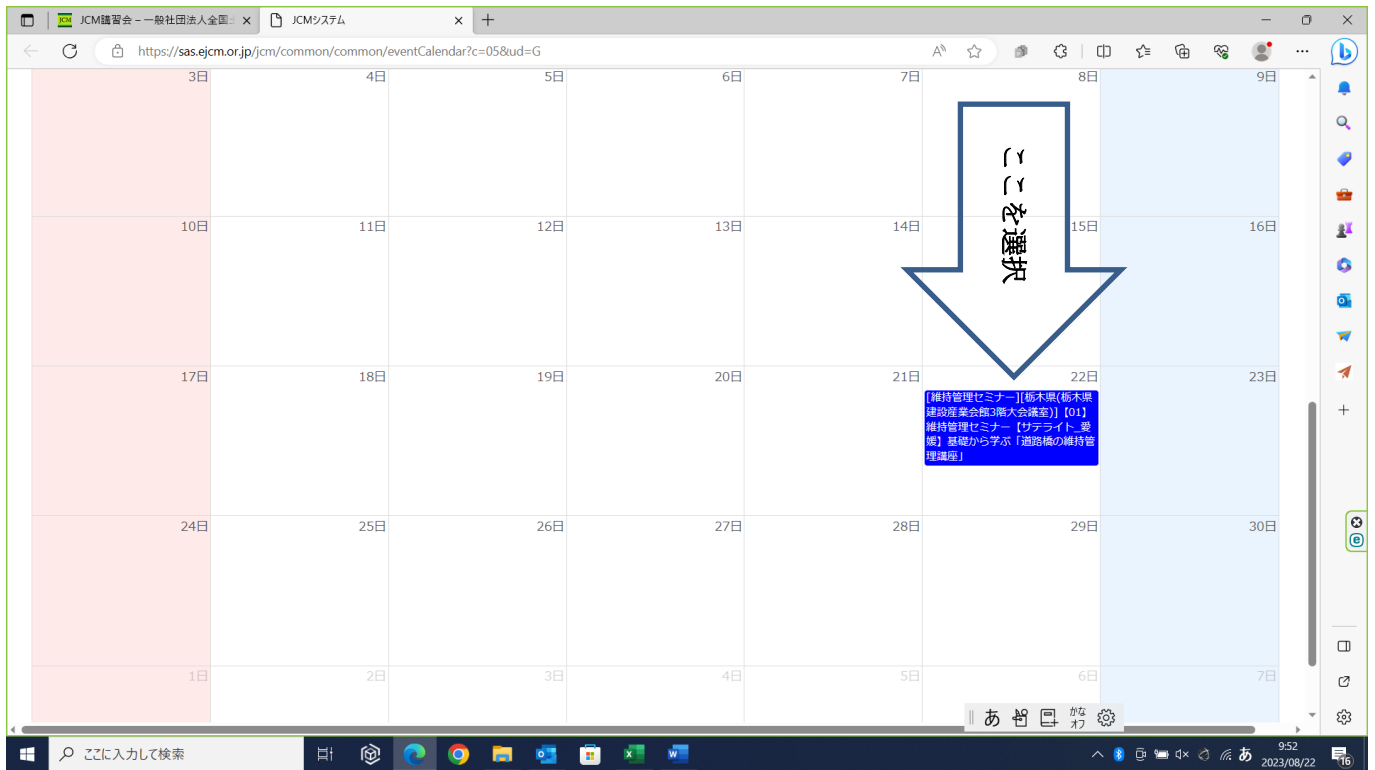 JCM講習会 – 一般社団法人全国
JCMシステム
https://sas.ejcm.or.jp/jcm/common/common/eventCalendar?c=05&ud=G
3日 4日 5日 6日 7日 8日 9日
ここを選択
10日 11日 12日 13日 14日 15日 16日
17日 18日 19日 20日 21日 22日 23日
[維持管理セミナー][栃木県(栃木県
建設産業会館3階大会議室)]【01】
維持管理セミナー【サテライト_愛
媛】基礎から学ぶ「道路橋の維持管
理講座」
24日 25日 26日 27日 28日 29日 30日
1日 2日 3日 4日 5日 6日 7日
あ かな
オフ
ここに入力して検索
あ 9:52
2023/08/22
16